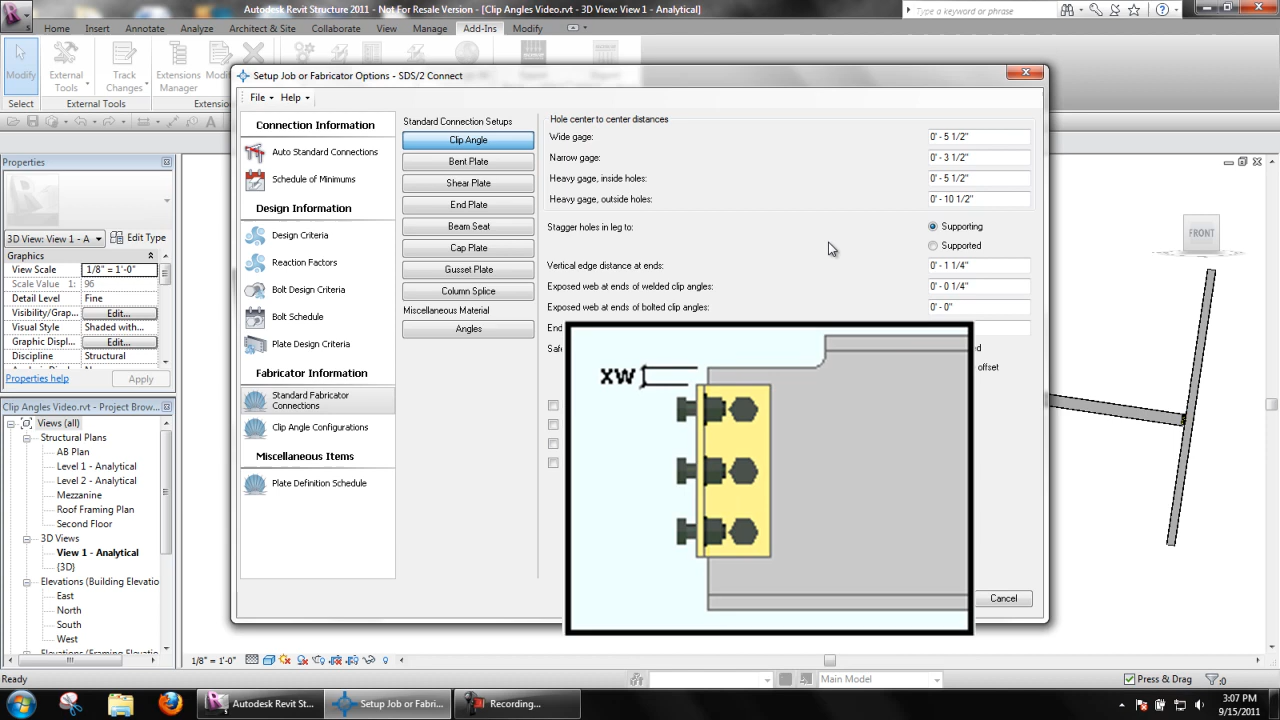 Autodesk Revit Structure 2011 - Not For Resale Version - [Clip Angles Video.rvt - 3D View: View 1 - Analytical]
Type a keyword or phrase
Home Insert Annotate Analyze Architect & Site Collaborate View Manage Add-Ins Modify
Modify
External Tools
Track Changes
Extensions Manager
Select External Tools
Setup Job or Fabricator Options - SDS/2 Connect
File Help
Properties
3D View: View 1 - A
Edit Type
Graphics
View Scale 1/8" = 1'-0"
Scale Value 1: 96
Detail Level Fine
Visibility/Grap... Edit...
Visual Style Shaded with...
Graphic Displ... Edit...
Discipline Structural
Properties help
Apply
Clip Angles Video.rvt - Project Brow...
Views (all)
Structural Plans
AB Plan
Level 1 - Analytical
Level 2 - Analytical
Mezzanine
Roof Framing Plan
Second Floor
3D Views
View 1 - Analytical
{3D}
Elevations (Building Elevatio
East
North
South
West
Connection Information
Auto Standard Connections
Schedule of Minimums
Design Information
Design Criteria
Reaction Factors
Bolt Design Criteria
Bolt Schedule
Plate Design Criteria
Fabricator Information
Standard Fabricator
Connections
Clip Angle Configurations
Miscellaneous Items
Plate Definition Schedule
Standard Connection Setups
Clip Angle
Bent Plate
Shear Plate
End Plate
Beam Seat
Cap Plate
Gusset Plate
Column Splice
Miscellaneous Material
Angles
Hole center to center distances
Wide gage: 0' - 5 1/2"
Narrow gage: 0' - 3 1/2"
Heavy gage, inside holes: 0' - 5 1/2"
Heavy gage, outside holes: 0' - 10 1/2"
Stagger holes in leg to: Supporting
Supported
Vertical edge distance at ends: 0' - 1 1/4"
Exposed web at ends of welded clip angles: 0' - 0 1/4"
Exposed web at ends of bolted clip angles: 0' - 0"
offset
XW
Cancel
FRONT
1/8" = 1'-0"
Ready
Main Model
Press & Drag
:0
Autodesk Revit St...
Setup Job or Fabri...
Recording...
3:07 PM
9/15/2011